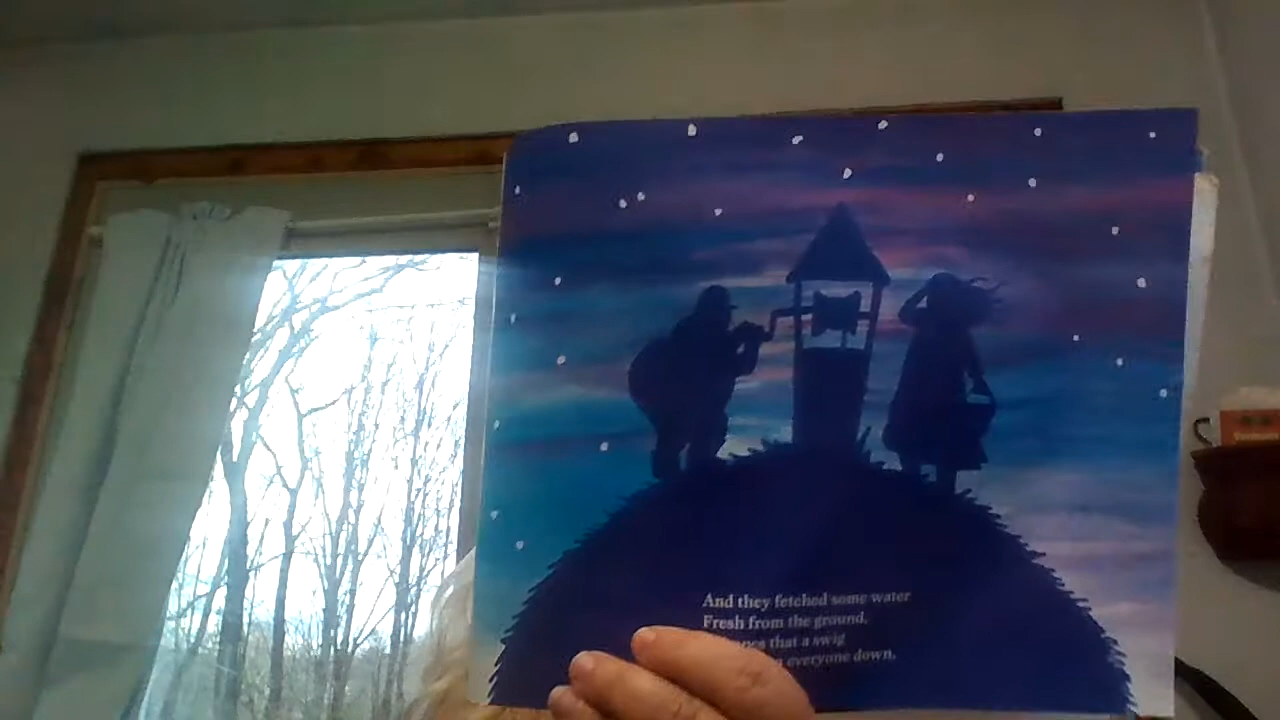 And they fetched some water
Fresh from the ground,
that a swig
everyone down.